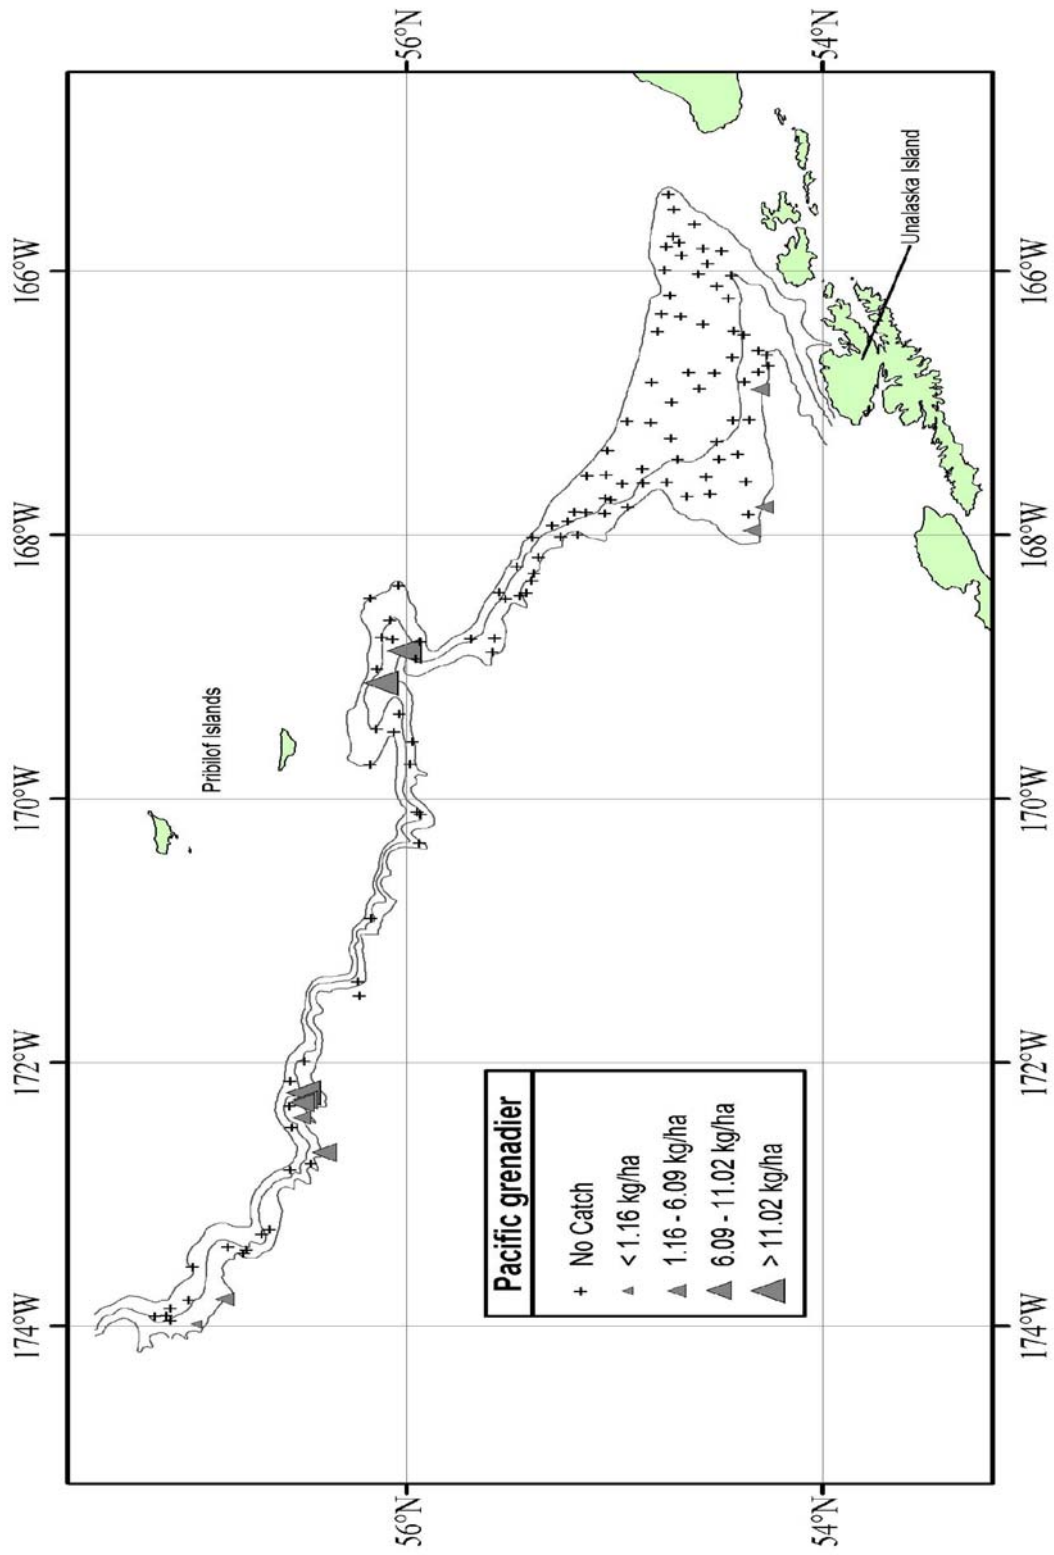 174°W 172°W 170°W 168°W 166°W
Pribilof Islands
56°N 56°N
Pacific grenadier
No Catch
< 1.16 kg/ha
1.16 - 6.09 kg/ha
6.09 - 11.02 kg/ha
> 11.02 kg/ha
54°N 54°N
Unalaska Island
174°W 172°W 170°W 168°W 166°W